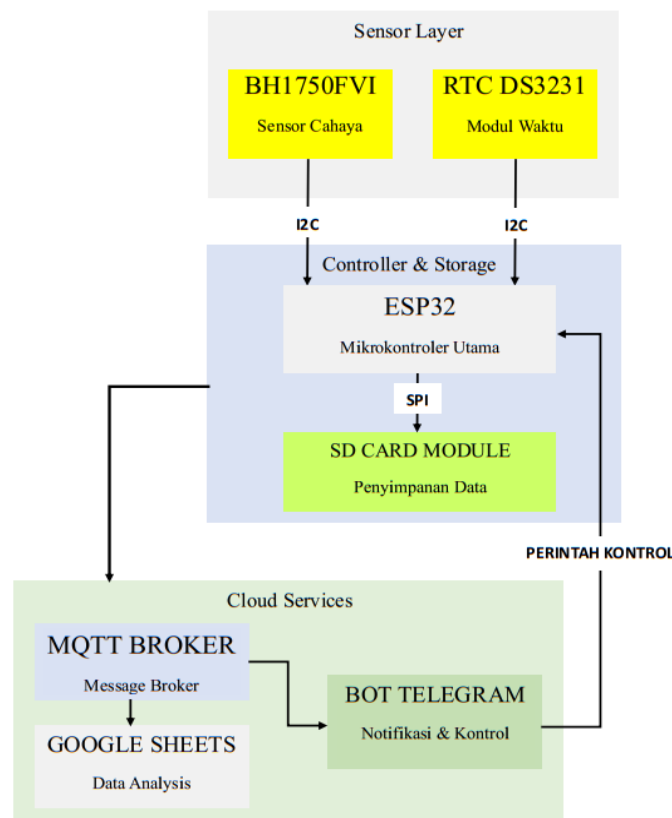 Sensor Layer
BH1750FVI
Sensor Cahaya
RTC DS3231
Modul Waktu
I2C
I2C
Controller & Storage
ESP32
Mikrokontroler Utama
SPI
SD CARD MODULE
Penyimpanan Data
PERINTAH KONTROL
Cloud Services
MQTT BROKER
Message Broker
BOT TELEGRAM
Notifikasi & Kontrol
GOOGLE SHEETS
Data Analysis